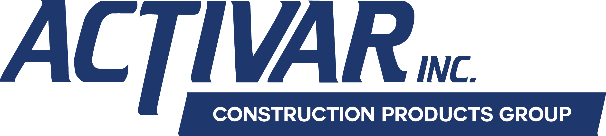 ACTIVAR INC.
CONSTRUCTION PRODUCTS GROUP